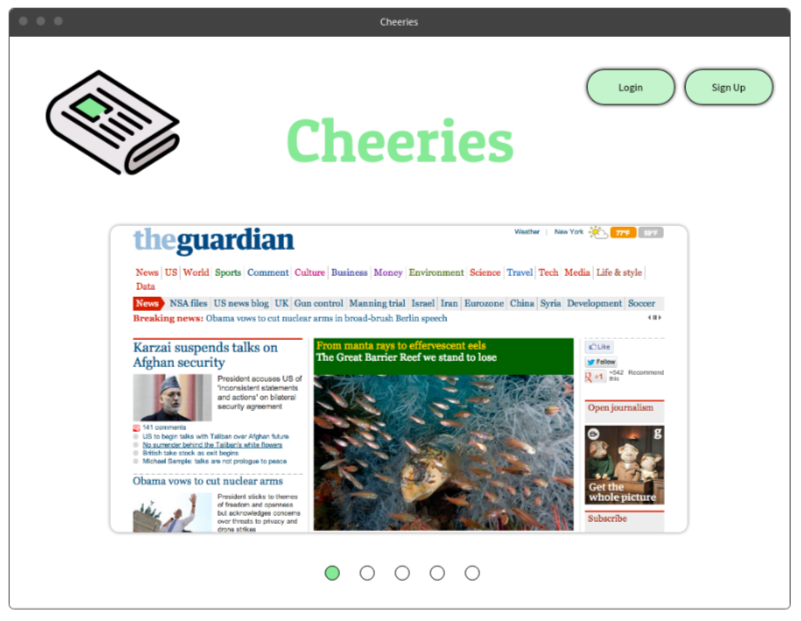 Cheeries
Login
Sign Up
Cheeries
theguardian
Weather
New York
77°F
News US World Sports Comment Culture Business Money Environment Science Travel Tech Media Life & style
Data
News NSA files US news blog UK Gun control Manning trial Israel Iran Eurozone China Syria Development Soccer
Breaking news: Obama vows to cut nuclear arms in broad-brush Berlin speech
Karzai suspends talks on
Afghan security
President accuses US of
'inconsistent statements
and actions' on bilateral
security agreement
141 comments
US to begin talks with Taliban over Afghan future
No surrender behind the Taliban's white flowers
British take stock as exit begins
Michael Semple: talks are not prologue to peace
Obama vows to cut nuclear arms
President sticks to themes
of freedom and openness
but acknowledges concerns
over threats to privacy and
drone strikes
From manta rays to effervescent eels
The Great Barrier Reef we stand to lose
Like
Follow
+1
+542 Recommend
this
Open journalism
g
Get the
whole picture
Subscribe